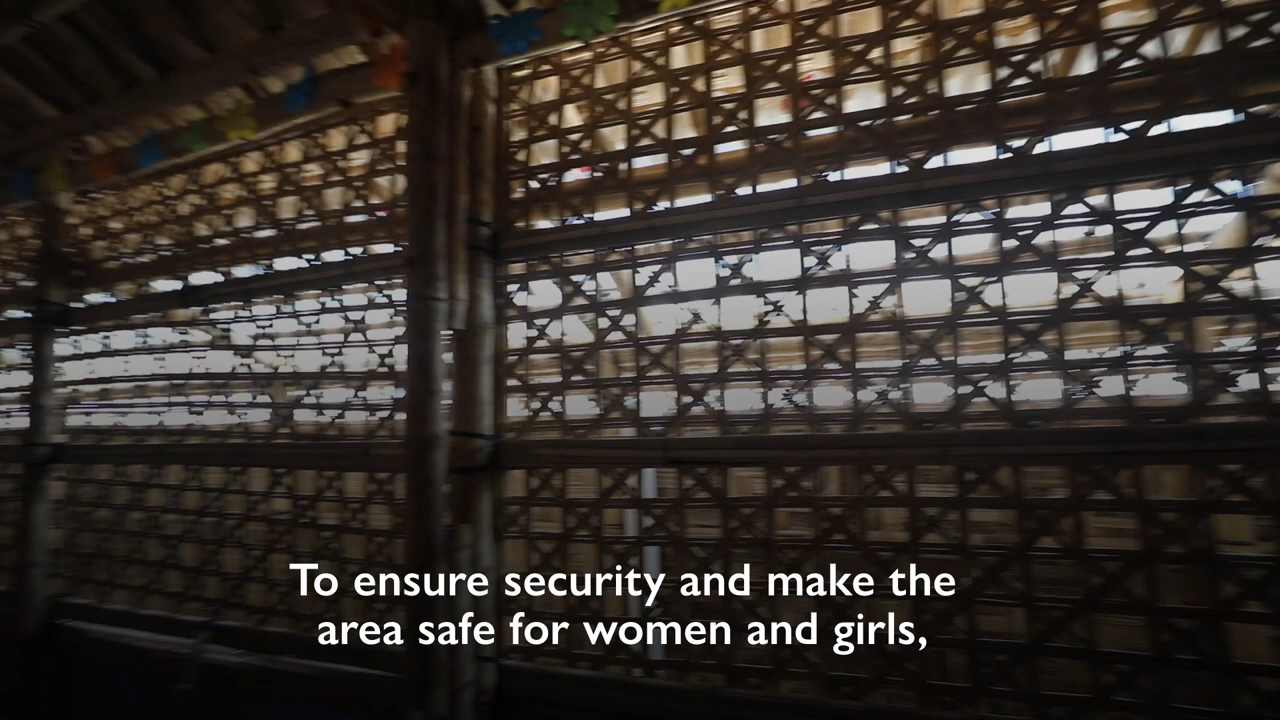 To ensure security and make the
area safe for women and girls,